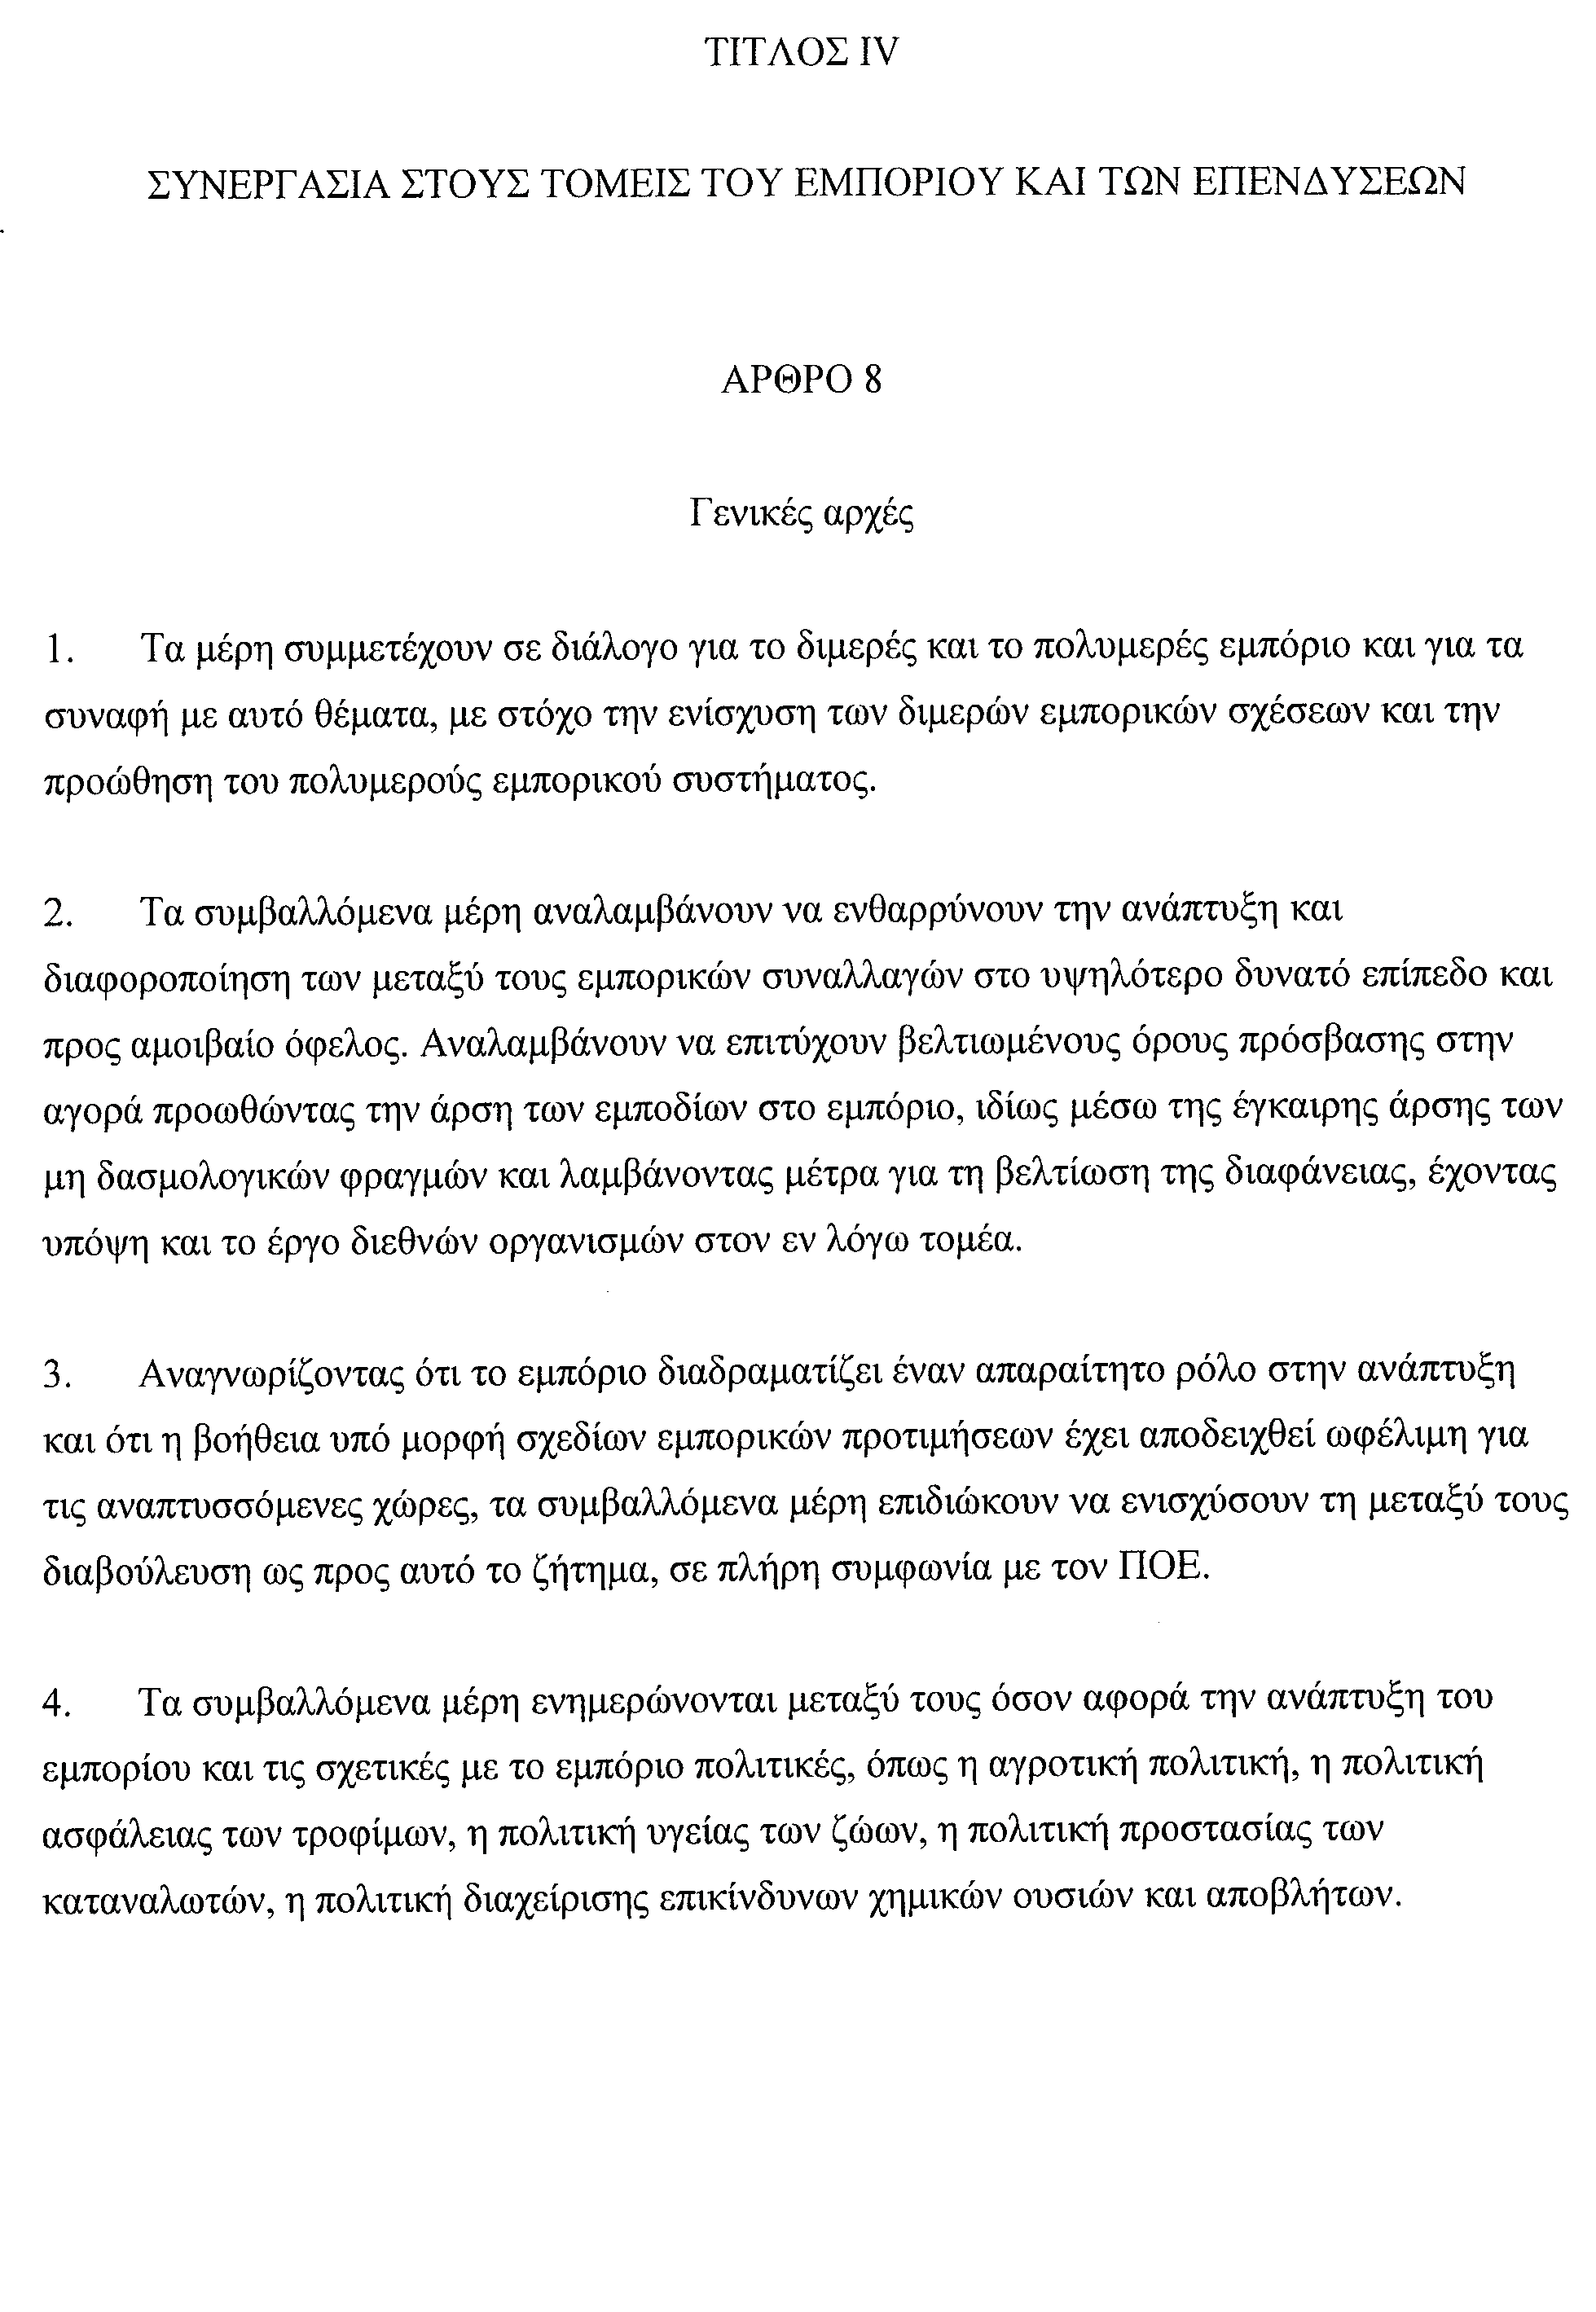 ΤΙΤΛΟΣ IV
ΣΥΝΕΡΓΑΣΙΑ ΣΤΟΥΣ ΤΟΜΕΙΣ ΤΟΥ ΕΜΠΟΡΙΟΥ ΚΑΙ ΤΩΝ ΕΠΕΝΔΥΣΕΩΝ
ΑΡΘΡΟ 8
Γενικές αρχές
1. Τα μέρη συμμετέχουν σε διάλογο για το διμερές και το πολυμερές εμπόριο και για τα
συναφή με αυτό θέματα, με στόχο την ενίσχυση των διμερών εμπορικών σχέσεων και την
προώθηση του πολυμερούς εμπορικού συστήματος.
2. Τα συμβαλλόμενα μέρη αναλαμβάνουν να ενθαρρύνουν την ανάπτυξη και
διαφοροποίηση των μεταξύ τους εμπορικών συναλλαγών στο υψηλότερο δυνατό επίπεδο και
προς αμοιβαίο όφελος. Αναλαμβάνουν να επιτύχουν βελτιωμένους όρους πρόσβασης στην
αγορά προωθώντας την άρση των εμποδίων στο εμπόριο, ιδίως μέσω της έγκαιρης άρσης των
μη δασμολογικών φραγμών και λαμβάνοντας μέτρα για τη βελτίωση της διαφάνειας, έχοντας
υπόψη και το έργο διεθνών οργανισμών στον εν λόγω τομέα.
3. Αναγνωρίζοντας ότι το εμπόριο διαδραματίζει έναν απαραίτητο ρόλο στην ανάπτυξη
και ότι η βοήθεια υπό μορφή σχεδίων εμπορικών προτιμήσεων έχει αποδειχθεί ωφέλιμη για
τις αναπτυσσόμενες χώρες, τα συμβαλλόμενα μέρη επιδιώκουν να ενισχύσουν τη μεταξύ τους
διαβούλευση ως προς αυτό το ζήτημα, σε πλήρη συμφωνία με τον ΠΟΕ.
4. Τα συμβαλλόμενα μέρη ενημερώνονται μεταξύ τους όσον αφορά την ανάπτυξη του
εμπορίου και τις σχετικές με το εμπόριο πολιτικές, όπως η αγροτική πολιτική, η πολιτική
ασφάλειας των τροφίμων, η πολιτική υγείας των ζώων, η πολιτική προστασίας των
καταναλωτών, η πολιτική διαχείρισης επικίνδυνων χημικών ουσιών και αποβλήτων.